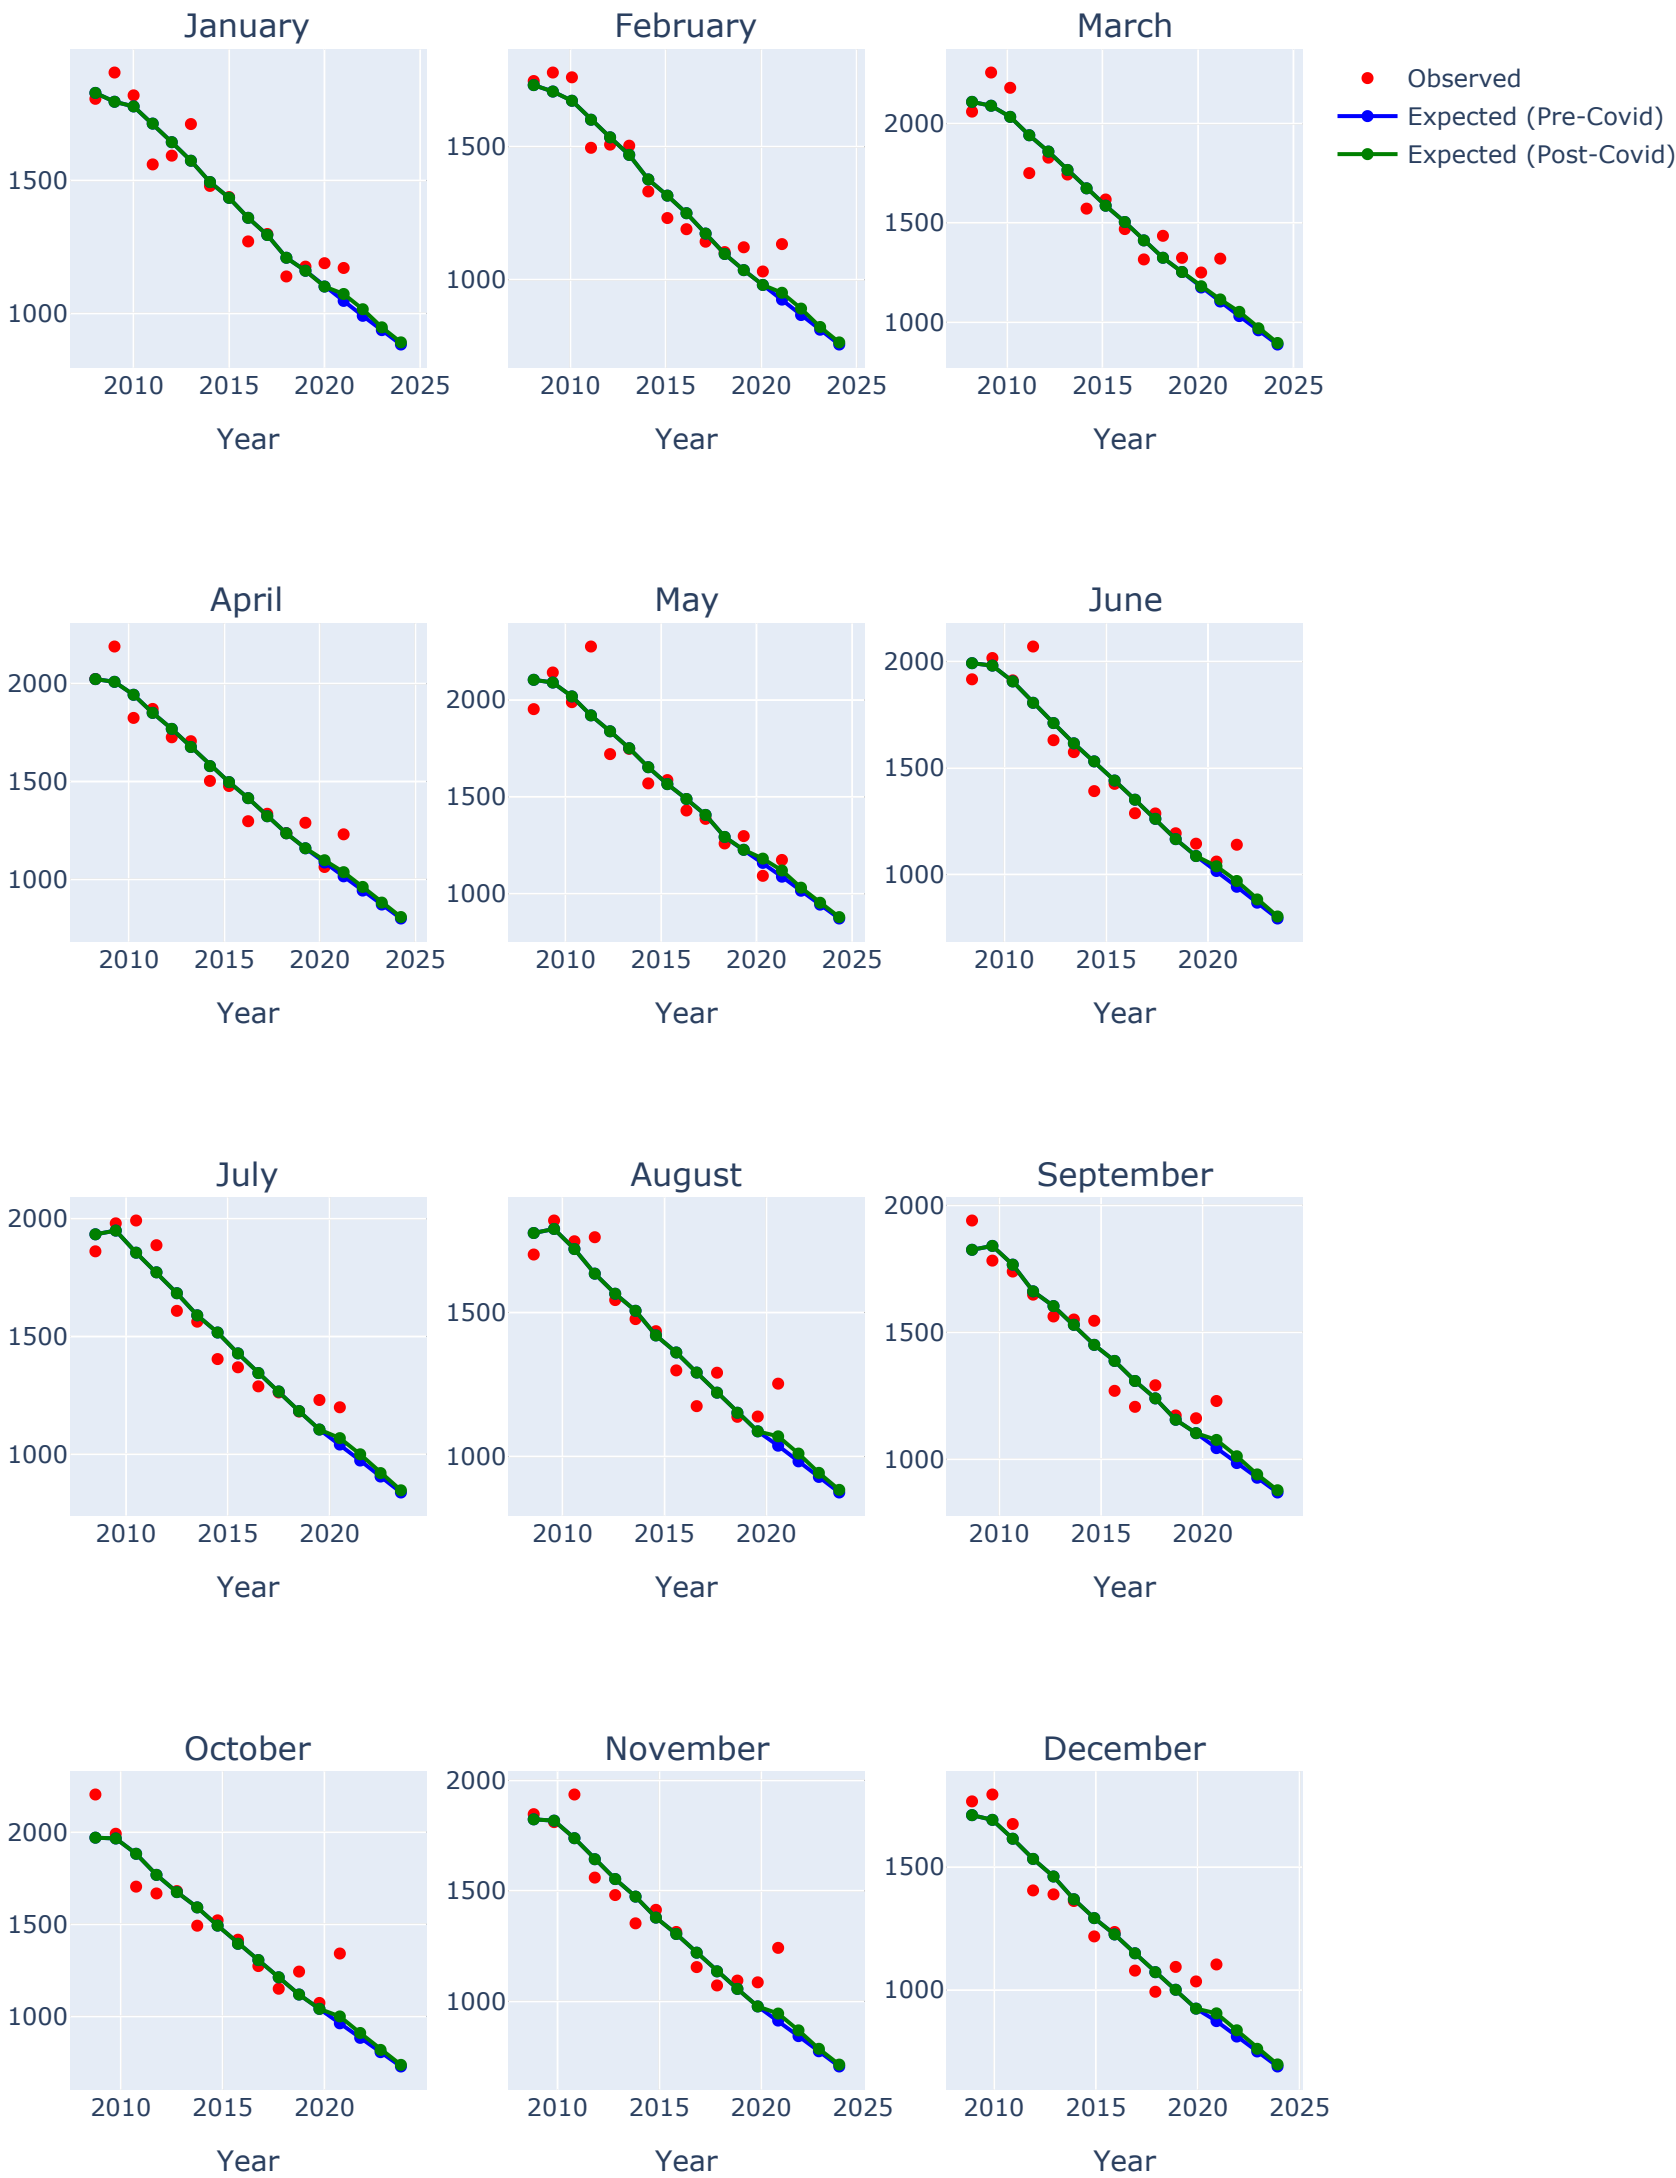 January February March
Observed
Expected (Pre-Covid)
Expected (Post-Covid)
1500 1500 2000
1000 1000 1500
1000
2010 2015 2020 2025 2010 2015 2020 2025 2010 2015 2020 2025
Year Year Year
April May June
2000 2000 2000
1500 1500 1500
1000 1000 1000
2010 2015 2020 2025 2010 2015 2020 2025 2010 2015 2020
Year Year Year
July August September
2000 1500 2000
1500 1000 1500
1000 1000
2010 2015 2020 2010 2015 2020 2010 2015 2020
Year Year Year
October November December
2000 2000 1500
1500 1500 1000
1000 1000
2010 2015 2020 2010 2015 2020 2025 2010 2015 2020 2025
Year Year Year